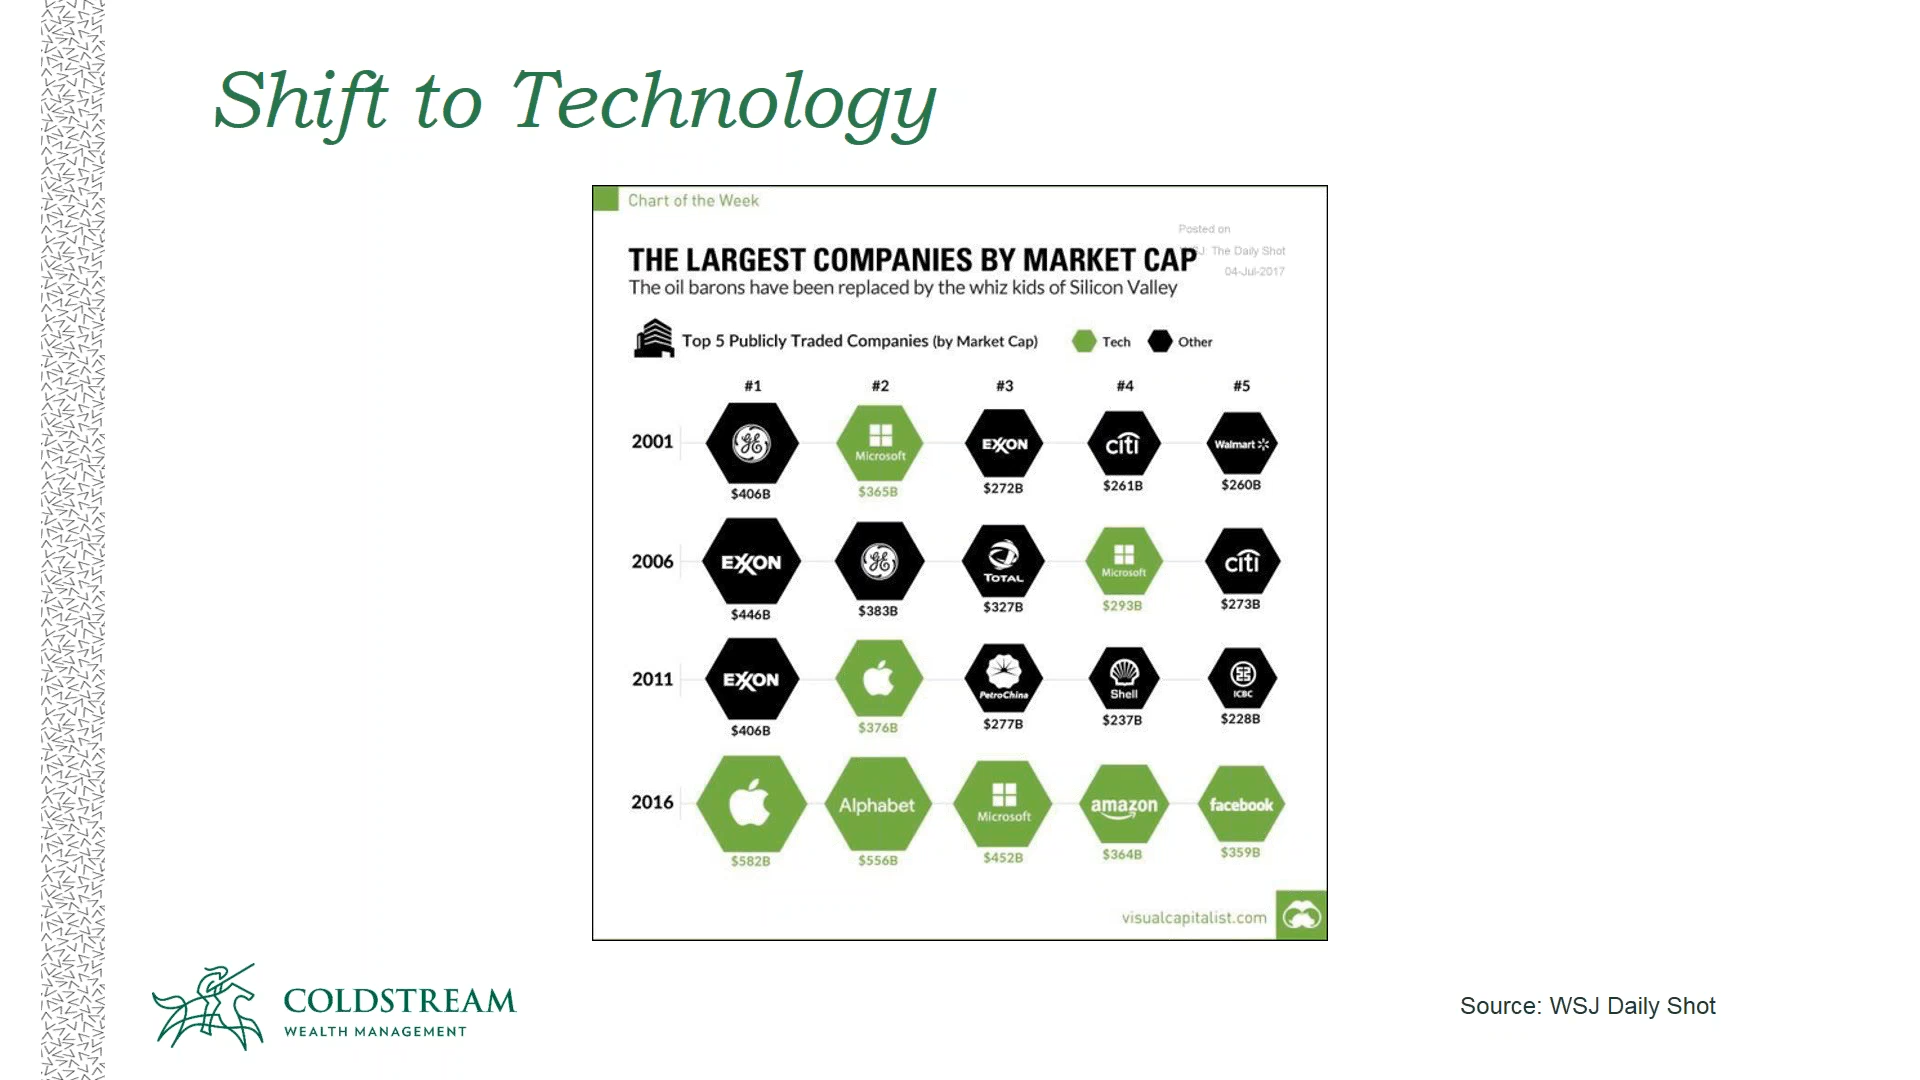 Shift to Technology
Chart of the Week
Posted on
WSJ: The Daily Shot
04-Jul-2017
THE LARGEST COMPANIES BY MARKET CAP
The oil barons have been replaced by the whiz kids of Silicon Valley
Top 5 Publicly Traded Companies (by Market Cap) Tech Other
#1 #2 #3 #4 #5
2001 GE Microsoft EXXON citi Walmart
$406B $365B $272B $261B $260B
2006 EXXON GE TOTAL Microsoft citi
$446B $383B $327B $293B $273B
2011 EXXON PetroChina Shell ICBC
$406B $376B $277B $237B $228B
2016 Alphabet Microsoft amazon facebook
$582B $556B $452B $364B $359B
visualcapitalist.com
COLDSTREAM
WEALTH MANAGEMENT
Source: WSJ Daily Shot